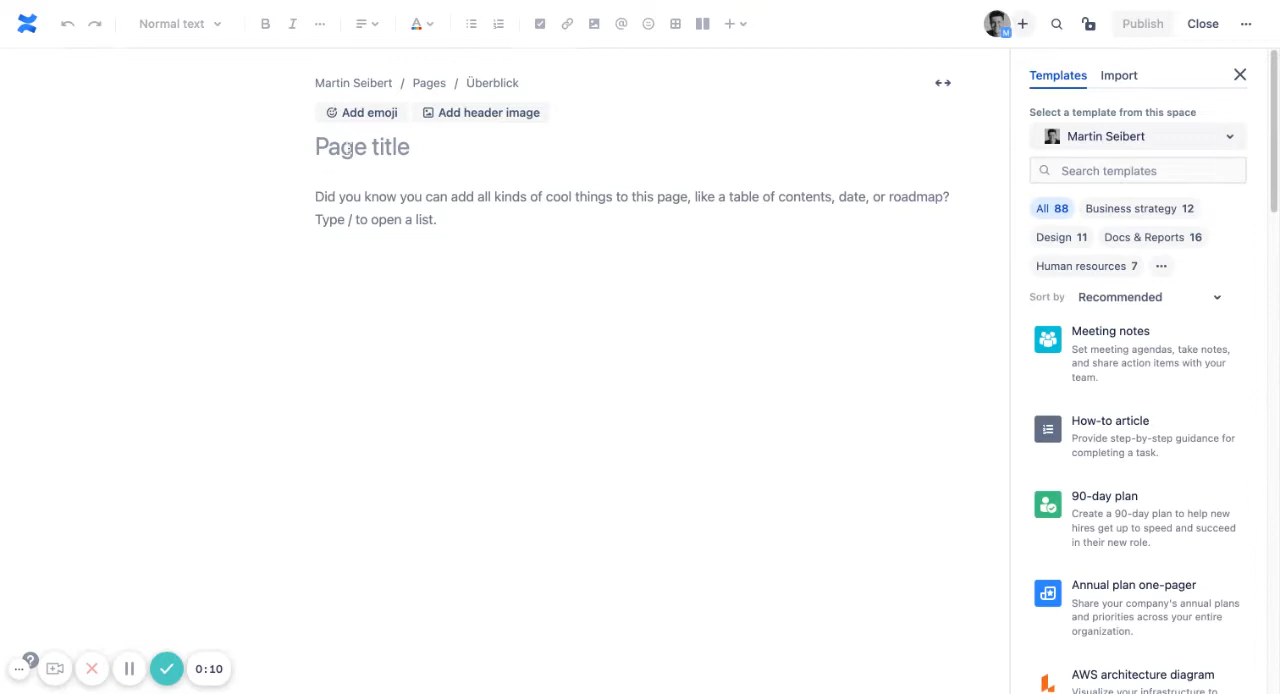 Normal text
B I
A
@
M
Publish
Close
Martin Seibert / Pages / Überblick
Add emoji
Add header image
Page title
Did you know you can add all kinds of cool things to this page, like a table of contents, date, or roadmap?
Type / to open a list.
Templates Import
Select a template from this space
Martin Seibert
Search templates
All 88 Business strategy 12
Design 11 Docs & Reports 16
Human resources 7
Sort by Recommended
Meeting notes
Set meeting agendas, take notes,
and share action items with your
team.
How-to article
Provide step-by-step guidance for
completing a task.
90-day plan
Create a 90-day plan to help new
hires get up to speed and succeed
in their new role.
Annual plan one-pager
Share your company's annual plans
and priorities across your entire
organization.
AWS architecture diagram
Visualize your infrastructure to
?
0:10